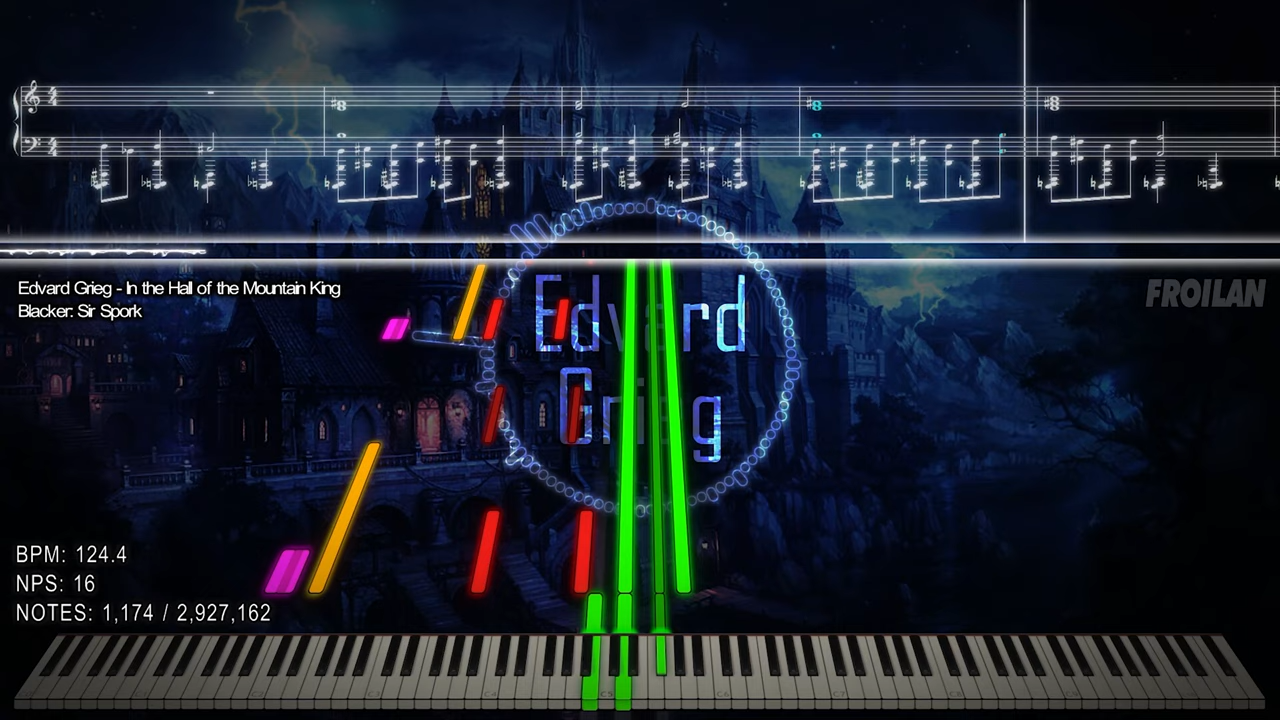 Edvard Grieg - In the Hall of the Mountain King
Blacker: Sir Spork
FROILAN
Edvard
Grieg
BPM: 124.4
NPS: 16
NOTES: 1,174 / 2,927,162